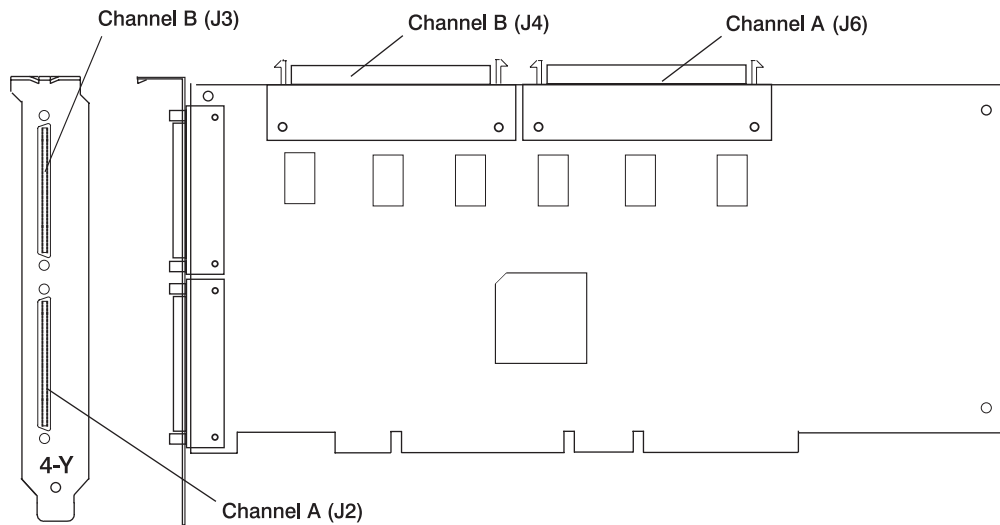 Channel B (J3)
Channel B (J4)
Channel A (J6)
4-Y
Channel A (J2)